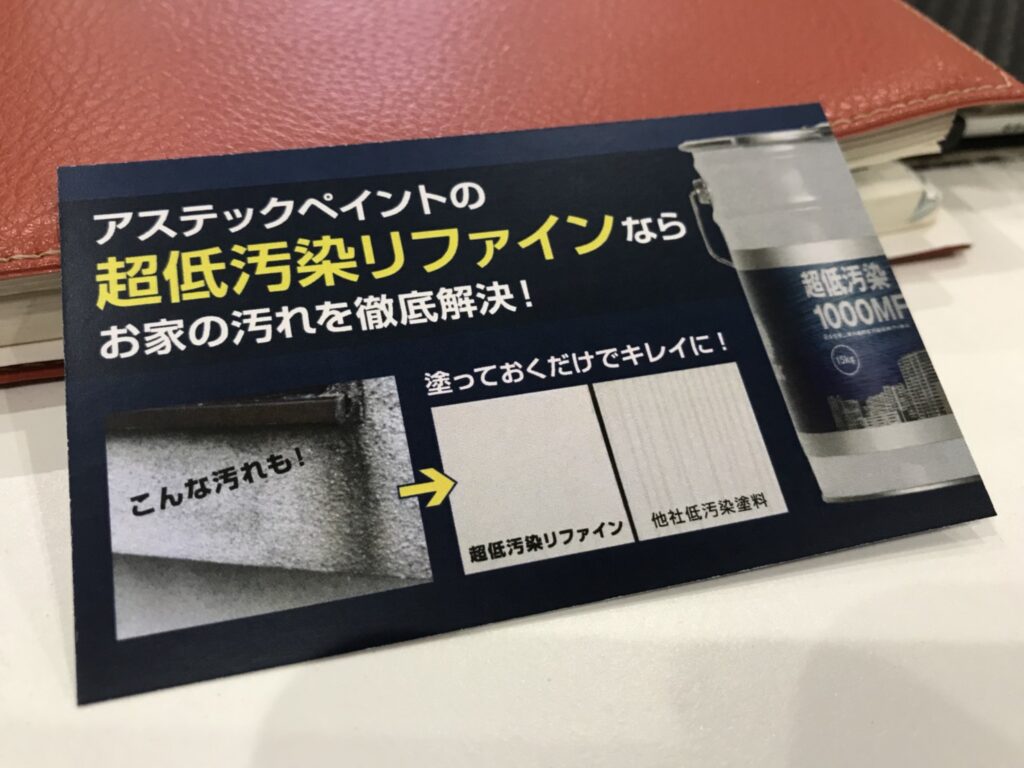 アステックペイントの
超低汚染リファインなら
お家の汚れを徹底解決!
こんな汚れも!
塗っておくだけでキレイに!
超低汚染リファイン
他社低汚染塗料
超低汚染
1000MF
15kg